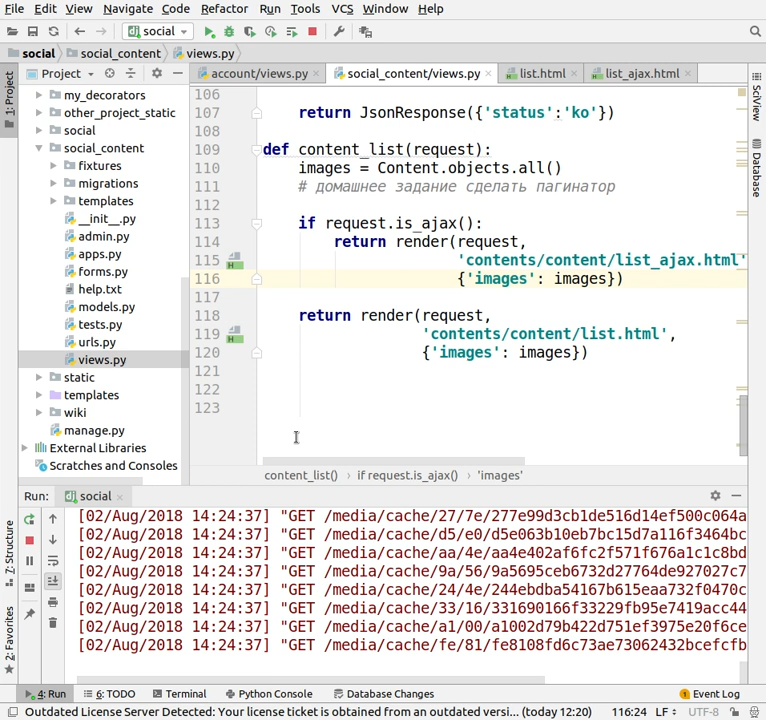 File Edit View Navigate Code Refactor Run Tools VCS Window Help
social
social social_content views.py
Project
account/views.py social_content/views.py list.html list_ajax.html
1: Project
7: Structure
2: Favorites
SciView
Database
my_decorators
other_project_static
social
social_content
fixtures
migrations
templates
__init__.py
admin.py
apps.py
forms.py
help.txt
models.py
tests.py
urls.py
views.py
static
templates
wiki
manage.py
External Libraries
Scratches and Consoles
106
107 return JsonResponse({'status':'ko'})
108
109 def content_list(request):
110 images = Content.objects.all()
111 # домашнее задание сделать пагинатор
112
113 if request.is_ajax():
114 return render(request,
115 'contents/content/list_ajax.html'
116 {'images': images})
117
118 return render(request,
119 'contents/content/list.html',
120 {'images': images})
121
122
123
content_list() if request.is_ajax() 'images'
Run: social
[02/Aug/2018 14:24:37] "GET /media/cache/27/7e/277e99d3cb1de516d14ef500c064a
[02/Aug/2018 14:24:37] "GET /media/cache/d5/e0/d5e063b10eb7bc15d7a116f3464bc
[02/Aug/2018 14:24:37] "GET /media/cache/aa/4e/aa4e402af6fc2f571f676a1c1c8bd
[02/Aug/2018 14:24:37] "GET /media/cache/9a/56/9a5695ceb6732d27764de927027c7
[02/Aug/2018 14:24:37] "GET /media/cache/24/4e/244ebdba54167b615eaa732f0470c
[02/Aug/2018 14:24:37] "GET /media/cache/33/16/331690166f33229fb95e7419acc44
[02/Aug/2018 14:24:37] "GET /media/cache/a1/00/a1002d79b422d751ef3975e20f6ce
[02/Aug/2018 14:24:37] "GET /media/cache/fe/81/fe8108fd6c73ae73062432bcefcfb
4: Run 6: TODO Terminal Python Console Database Changes 1 Event Log
Outdated License Server Detected: Your license ticket is obtained from an outdated versi... (today 12:20) 116:24 LF UTF-8